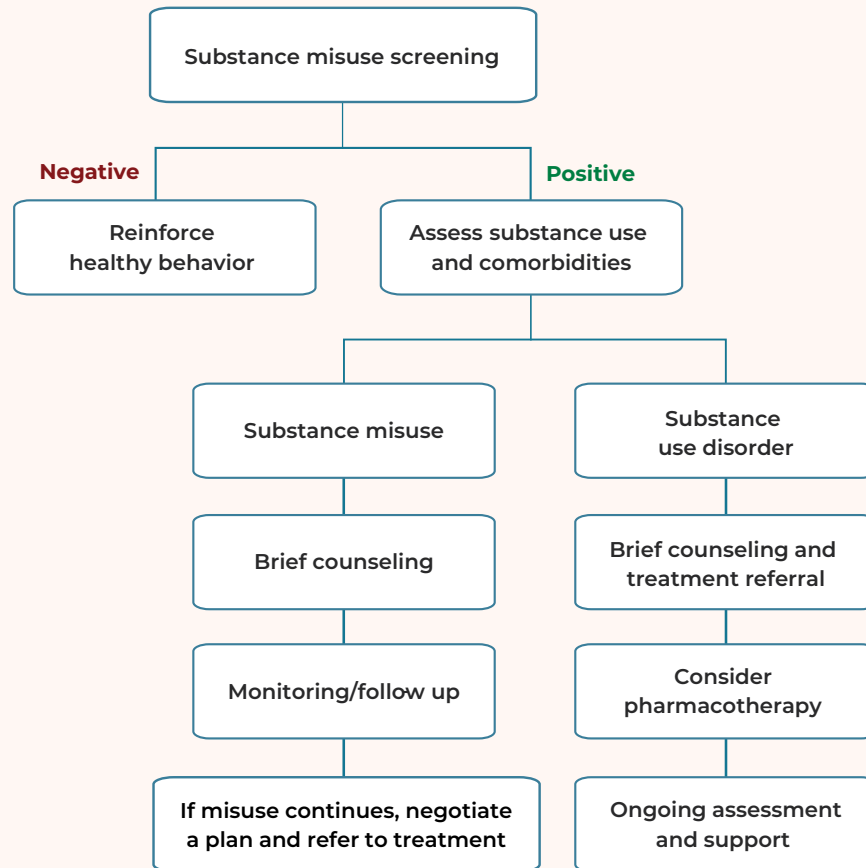 Substance misuse screening
Negative
Positive
Reinforce
healthy behavior
Assess substance use
and comorbidities
Substance misuse
Substance
use disorder
Brief counseling
Brief counseling and
treatment referral
Monitoring/follow up
Consider
pharmacotherapy
If misuse continues, negotiate
a plan and refer to treatment
Ongoing assessment
and support